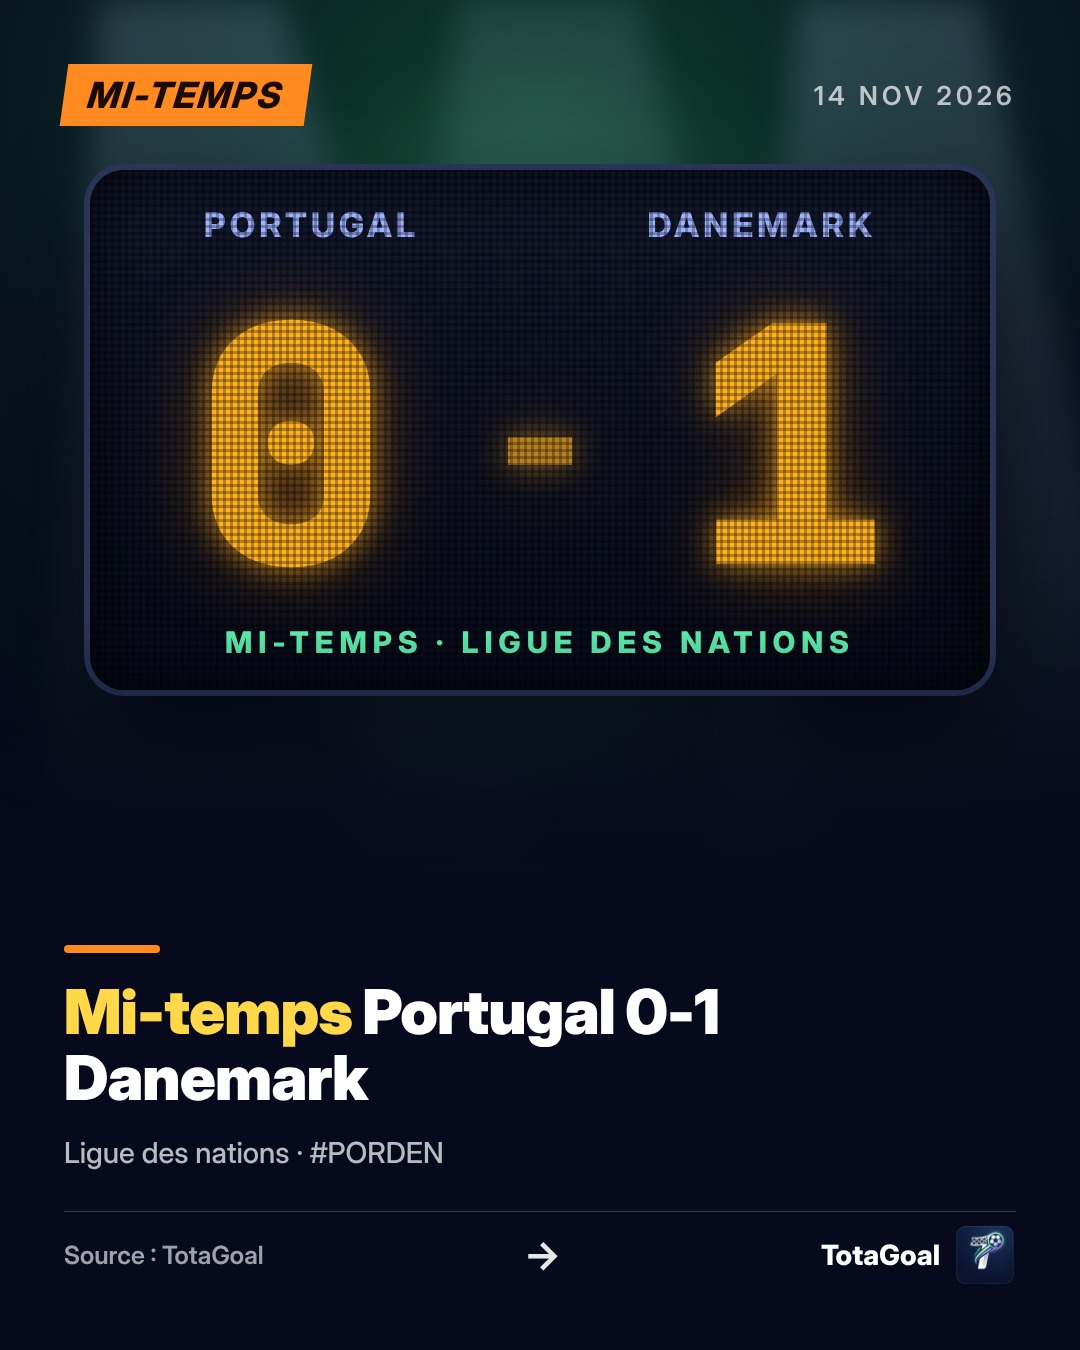 MI-TEMPS
14 NOV 2026
PORTUGAL
DANEMARK
0 - 1
MI-TEMPS · LIGUE DES NATIONS
Mi-temps Portugal 0-1
Danemark
Ligue des nations · #PORDEN
Source : TotaGoal
→
TotaGoal